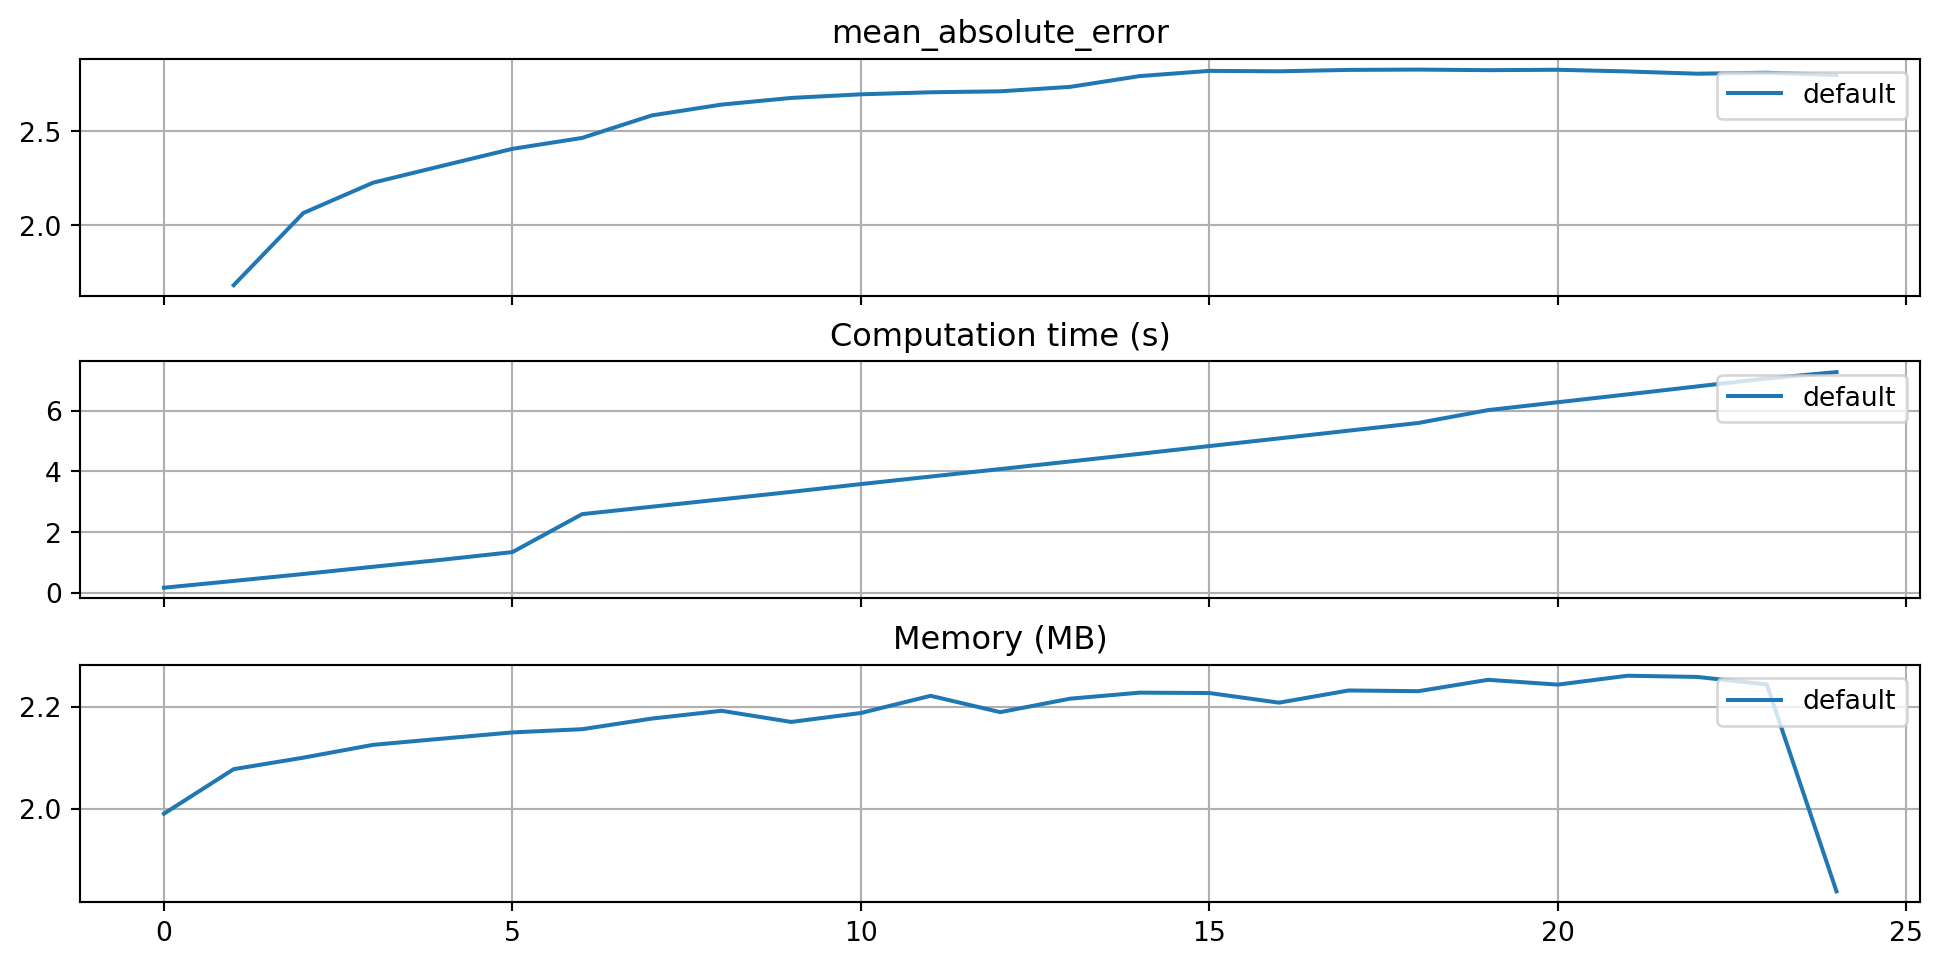 mean_absolute_error
2.5
2.0
default
Computation time (s)
6
4
2
0
default
Memory (MB)
2.2
2.0
default
0 5 10 15 20 25